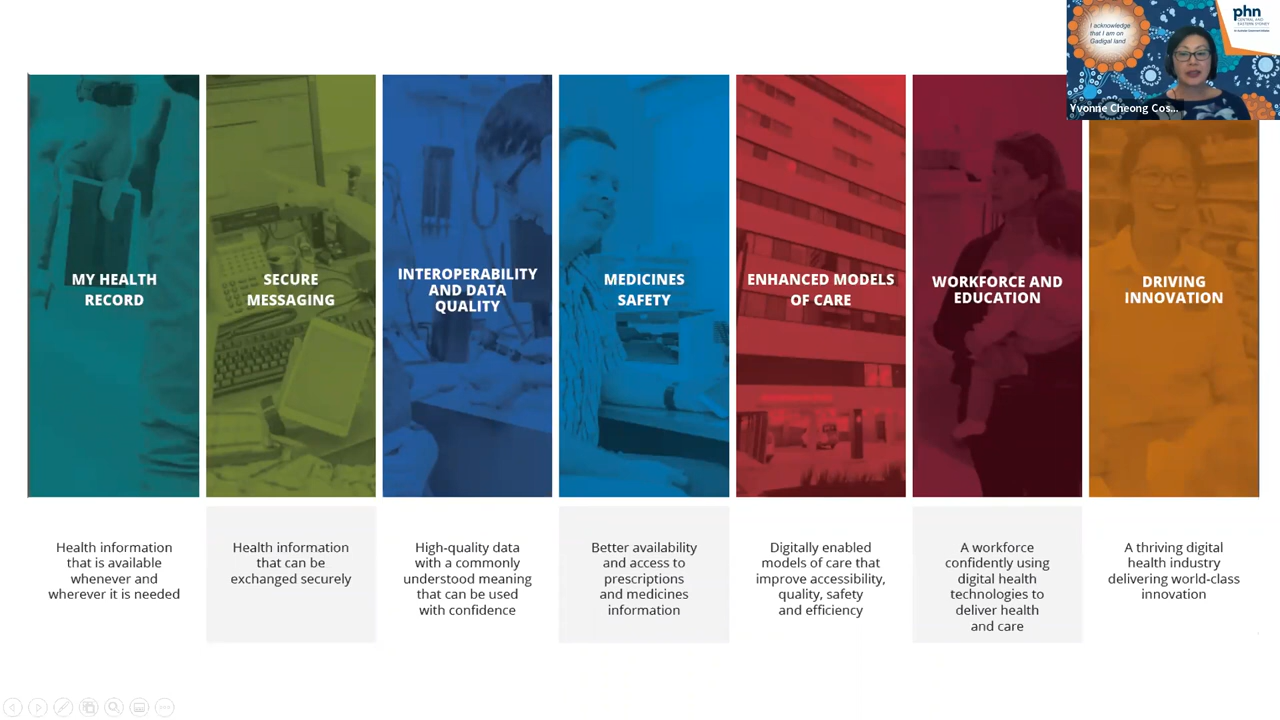 I acknowledge
that I am on
Gadigal land
phn
CENTRAL AND
EASTERN SYDNEY
Yvonne Cheong Cos...
MY HEALTH
RECORD
SECURE
MESSAGING
INTEROPERABILITY
AND DATA
QUALITY
MEDICINES
SAFETY
ENHANCED MODELS
OF CARE
WORKFORCE AND
EDUCATION
DRIVING
INNOVATION
Health information
that is available
whenever and
wherever it is needed
Health information
that can be
exchanged securely
High-quality data
with a commonly
understood meaning
that can be used
with confidence
Better availability
and access to
prescriptions
and medicines
information
Digitally enabled
models of care that
improve accessibility,
quality, safety
and efficiency
A workforce
confidently using
digital health
technologies to
deliver health
and care
A thriving digital
health industry
delivering world-class
innovation